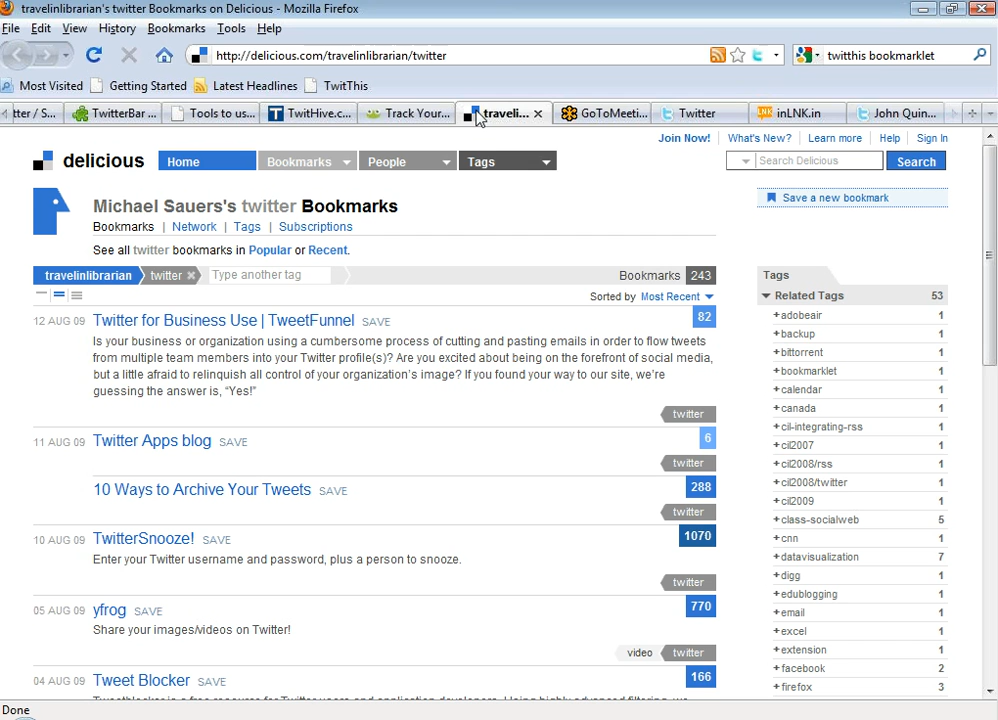 travelinlibrarian's twitter Bookmarks on Delicious - Mozilla Firefox
File Edit View History Bookmarks Tools Help
http://delicious.com/travelinlibrarian/twitter
twitthis bookmarklet
Most Visited Getting Started Latest Headlines TwitThis
tter / S... TwitterBar ... Tools to us... TwitHive.c... Track Your... traveli... GoToMeeti... Twitter inLNK.in John Quin...
Join Now! What's New? Learn more Help Sign In
delicious Home Bookmarks People Tags
Search Delicious Search
Michael Sauers's twitter Bookmarks
Bookmarks | Network | Tags | Subscriptions
Save a new bookmark
See all twitter bookmarks in Popular or Recent.
travelinlibrarian twitter Type another tag
Bookmarks 243
Sorted by Most Recent
12 AUG 09 Twitter for Business Use | TweetFunnel SAVE 82
Is your business or organization using a cumbersome process of cutting and pasting emails in order to flow tweets
from multiple team members into your Twitter profile(s)? Are you excited about being on the forefront of social media,
but a little afraid to relinquish all control of your organization's image? If you found your way to our site, we're
guessing the answer is, "Yes!"
twitter
11 AUG 09 Twitter Apps blog SAVE 6
twitter
10 Ways to Archive Your Tweets SAVE 288
twitter
10 AUG 09 TwitterSnooze! SAVE 1070
Enter your Twitter username and password, plus a person to snooze.
twitter
05 AUG 09 yfrog SAVE 770
Share your images/videos on Twitter!
video twitter
04 AUG 09 Tweet Blocker SAVE 166
Tags
Related Tags 53
+adobeair 1
+backup 1
+bittorrent 1
+bookmarklet 1
+calendar 1
+canada 1
+cil-integrating-rss 1
+cil2007 1
+cil2008/rss 1
+cil2008/twitter 1
+cil2009 1
+class-socialweb 5
+cnn 1
+datavisualization 7
+digg 1
+edublogging 1
+email 1
+excel 1
+extension 1
+facebook 2
+firefox 3
Done